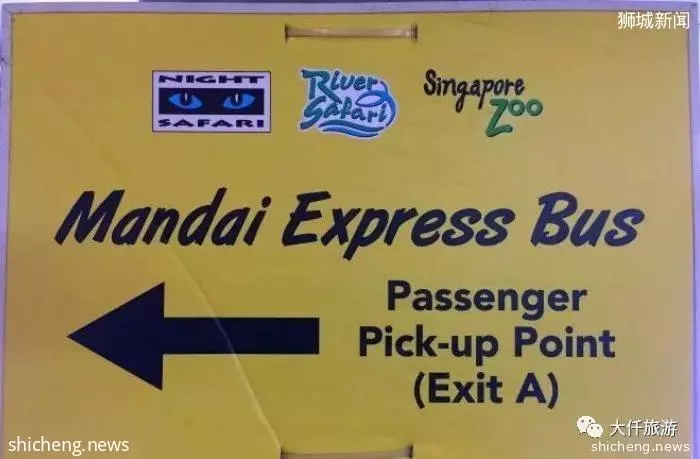 狮城新闻
NIGHT
SAFARI
River
Safari
Singapore
Zoo
Mandai Express Bus
Passenger
Pick-up Point
(Exit A)
大仟旅游
shicheng.news
shicheng.news